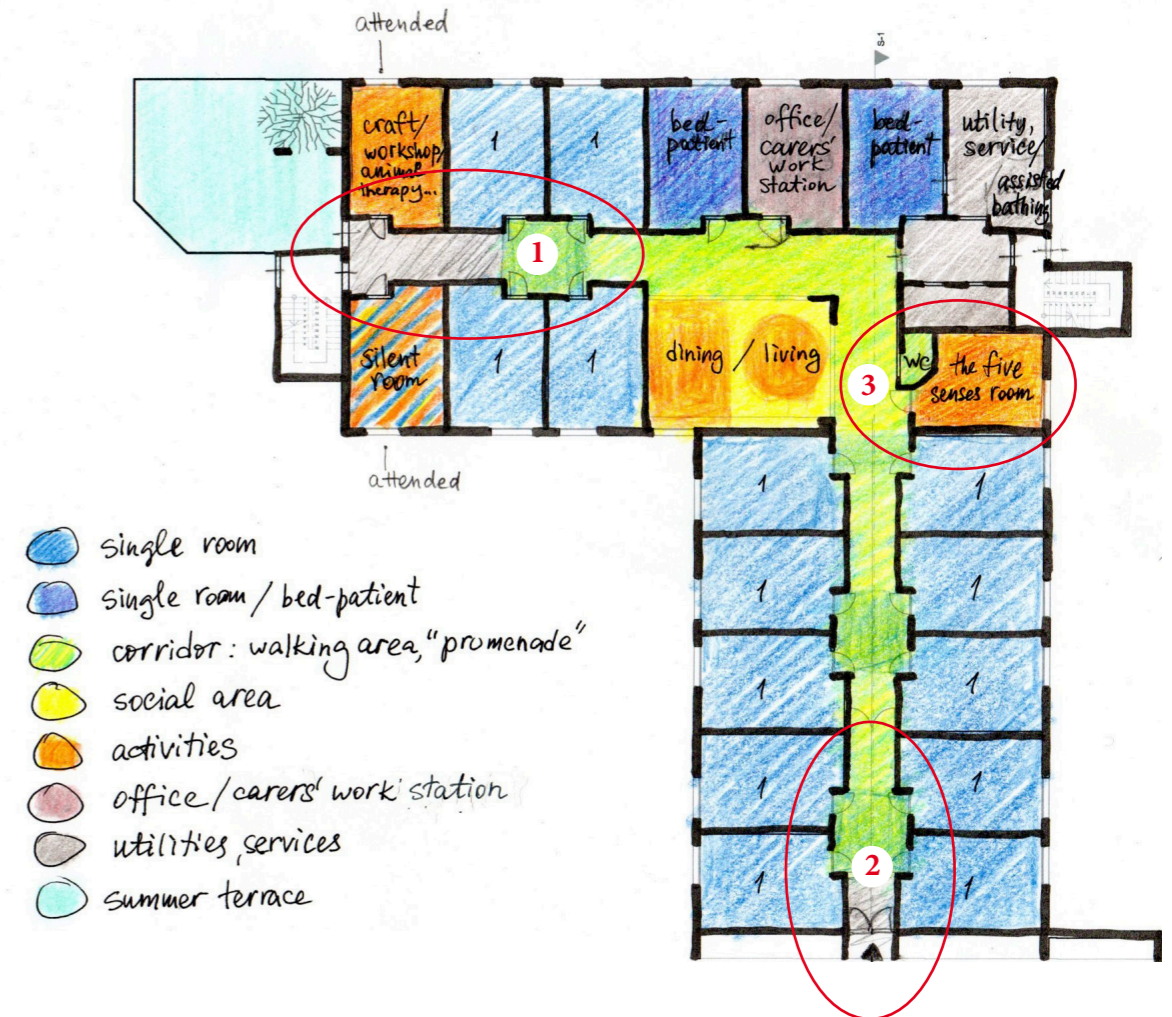 attended
S-1
craft/
workshop/
animal
therapy...
1
1
bed-
patient
office/
carers'
work
station
bed-
patient
utility,
service/
assisted
bathing
1
silent
room
1
1
dining / living
WC
the five
senses room
3
attended
1
1
1
1
1
1
1
1
1
1
2
single room
single room / bed-patient
corridor: walking area, "promenade"
social area
activities
office / carers' work station
utilities, services
summer terrace